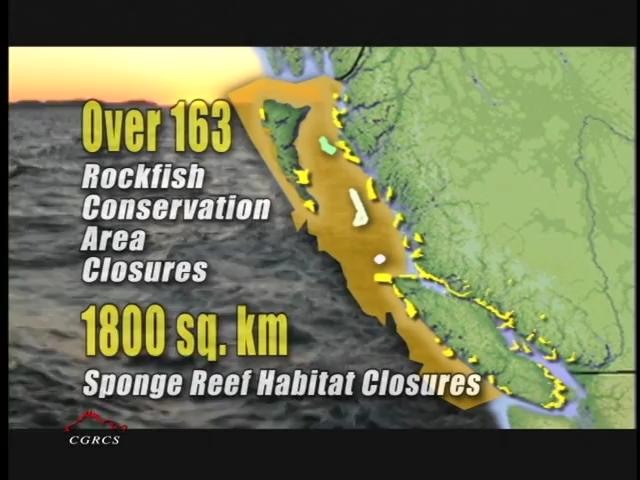 Over 163
Rockfish
Conservation
Area
Closures
1800 sq. km
Sponge Reef Habitat Closures
CGRCS